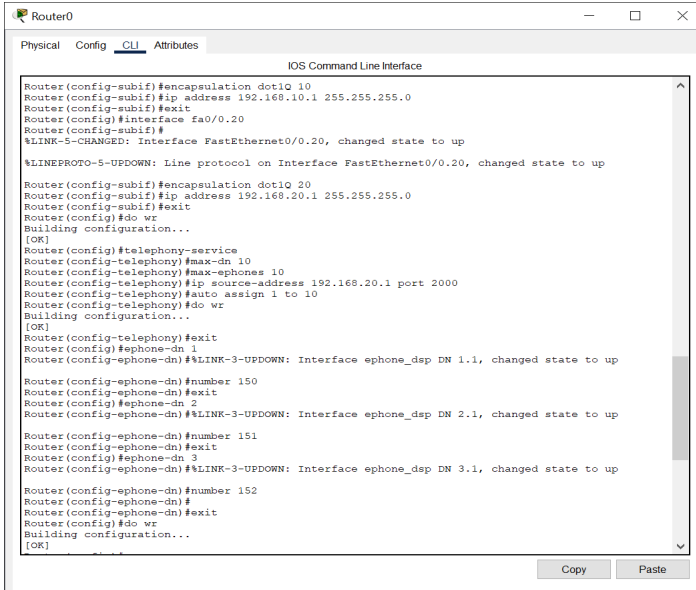 Router0
Physical Config CLI Attributes
IOS Command Line Interface
Router(config-subif)#encapsulation dot1Q 10
Router(config-subif)#ip address 192.168.10.1 255.255.255.0
Router(config-subif)#exit
Router(config)#interface fa0/0.20
Router(config-subif)#
%LINK-5-CHANGED: Interface FastEthernet0/0.20, changed state to up
%LINEPROTO-5-UPDOWN: Line protocol on Interface FastEthernet0/0.20, changed state to up
Router(config-subif)#encapsulation dot1Q 20
Router(config-subif)#ip address 192.168.20.1 255.255.255.0
Router(config-subif)#exit
Router(config)#do wr
Building configuration...
[OK]
Router(config)#telephony-service
Router(config-telephony)#max-dn 10
Router(config-telephony)#max-ephones 10
Router(config-telephony)#ip source-address 192.168.20.1 port 2000
Router(config-telephony)#auto assign 1 to 10
Router(config-telephony)#do wr
Building configuration...
[OK]
Router(config-telephony)#exit
Router(config)#ephone-dn 1
Router(config-ephone-dn)#%LINK-3-UPDOWN: Interface ephone_dsp DN 1.1, changed state to up
Router(config-ephone-dn)#number 150
Router(config-ephone-dn)#exit
Router(config)#ephone-dn 2
Router(config-ephone-dn)#%LINK-3-UPDOWN: Interface ephone_dsp DN 2.1, changed state to up
Router(config-ephone-dn)#number 151
Router(config-ephone-dn)#exit
Router(config)#ephone-dn 3
Router(config-ephone-dn)#%LINK-3-UPDOWN: Interface ephone_dsp DN 3.1, changed state to up
Router(config-ephone-dn)#number 152
Router(config-ephone-dn)#
Router(config-ephone-dn)#exit
Router(config)#do wr
Building configuration...
[OK]
Copy Paste